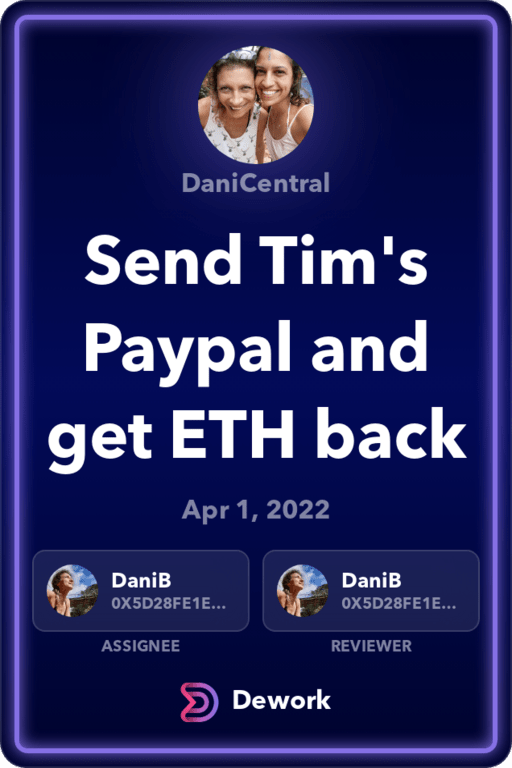 DaniCentral
Send Tim's
Paypal and
get ETH back
Apr 1, 2022
DaniB
0X5D28FE1E...
ASSIGNEE
DaniB
0X5D28FE1E...
REVIEWER
Dework